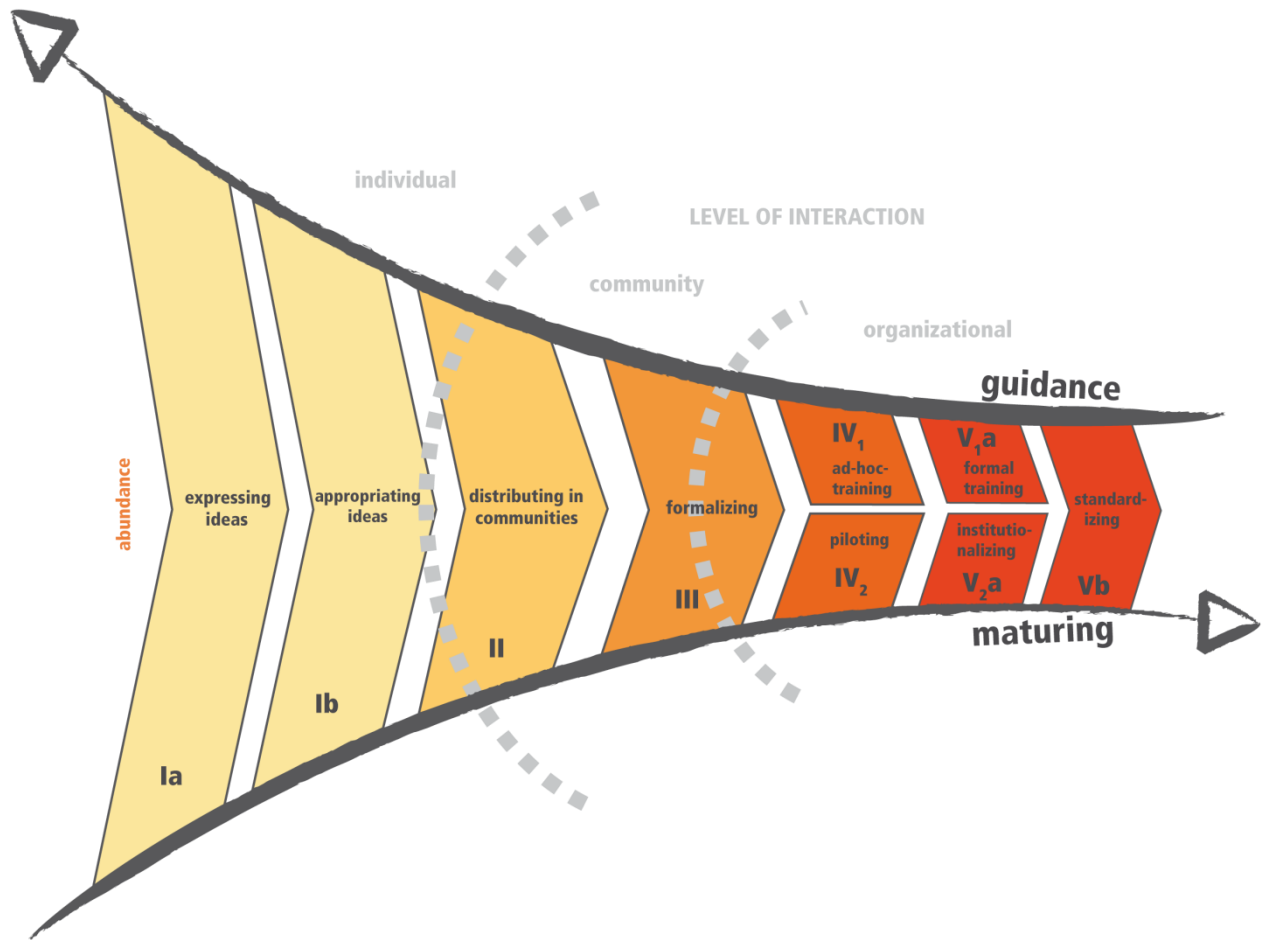 individual
LEVEL OF INTERACTION
community
organizational
guidance
abundance
expressing
ideas
Ia
appropriating
ideas
Ib
distributing in
communities
II
formalizing
III
IV₁
ad-hoc-
training
piloting
IV₂
V₁a
formal
training
institutio-
nalizing
V₂a
standard-
izing
Vb
maturing